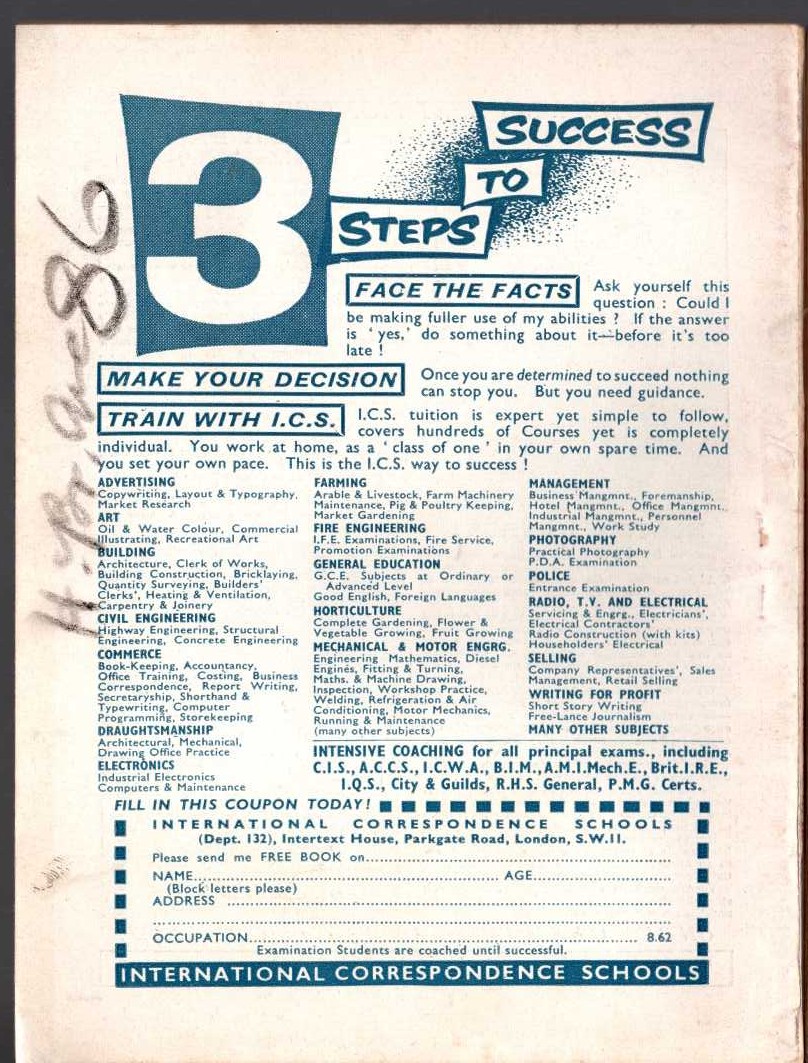 3
STEPS
TO
SUCCESS
FACE THE FACTS
Ask yourself this
question : Could I
be making fuller use of my abilities ? If the answer
is ' yes,' do something about it—before it's too
late !
MAKE YOUR DECISION
Once you are determined to succeed nothing
can stop you. But you need guidance.
TRAIN WITH I.C.S.
I.C.S. tuition is expert yet simple to follow,
covers hundreds of Courses yet is completely
individual. You work at home, as a ' class of one ' in your own spare time. And
you set your own pace. This is the I.C.S. way to success !
ADVERTISING
Copywriting, Layout & Typography,
Market Research
ART
Oil & Water Colour, Commercial
Illustrating, Recreational Art
BUILDING
Architecture, Clerk of Works,
Building Construction, Bricklaying,
Quantity Surveying, Builders'
Clerks', Heating & Ventilation,
Carpentry & Joinery
CIVIL ENGINEERING
Highway Engineering, Structural
Engineering, Concrete Engineering
COMMERCE
Book-Keeping, Accountancy,
Office Training, Costing, Business
Correspondence, Report Writing,
Secretaryship, Shorthand &
Typewriting, Computer
Programming, Storekeeping
DRAUGHTSMANSHIP
Architectural, Mechanical,
Drawing Office Practice
ELECTRONICS
Industrial Electronics
Computers & Maintenance
FARMING
Arable & Livestock, Farm Machinery
Maintenance, Pig & Poultry Keeping,
Market Gardening
FIRE ENGINEERING
I.F.E. Examinations, Fire Service,
Promotion Examinations
GENERAL EDUCATION
G.C.E. Subjects at Ordinary or
Advanced Level
Good English, Foreign Languages
HORTICULTURE
Complete Gardening, Flower &
Vegetable Growing, Fruit Growing
MECHANICAL & MOTOR ENGRG.
Engineering Mathematics, Diesel
Engines, Fitting & Turning,
Maths. & Machine Drawing,
Inspection, Workshop Practice,
Welding, Refrigeration & Air
Conditioning, Motor Mechanics,
Running & Maintenance
(many other subjects)
MANAGEMENT
Business Mangmnt., Foremanship,
Hotel Mangmnt., Office Mangmnt.
Industrial Mangmnt., Personnel
Mangmnt., Work Study
PHOTOGRAPHY
Practical Photography
P.D.A. Examination
POLICE
Entrance Examination
RADIO, T.V. AND ELECTRICAL
Servicing & Engrg., Electricians',
Electrical Contractors'
Radio Construction (with kits)
Householders' Electrical
SELLING
Company Representatives', Sales
Management, Retail Selling
WRITING FOR PROFIT
Short Story Writing
Free-Lance Journalism
MANY OTHER SUBJECTS
INTENSIVE COACHING for all principal exams., including
C.I.S., A.C.C.S., I.C.W.A., B.I.M., A.M.I.Mech.E., Brit.I.R.E.,
I.Q.S., City & Guilds, R.H.S. General, P.M.G. Certs.
FILL IN THIS COUPON TODAY!
INTERNATIONAL CORRESPONDENCE SCHOOLS
(Dept. 132), Intertext House, Parkgate Road, London, S.W.11.
Please send me FREE BOOK on
NAME AGE
(Block letters please)
ADDRESS
OCCUPATION 8.62
Examination Students are coached until successful.
INTERNATIONAL CORRESPONDENCE SCHOOLS
86